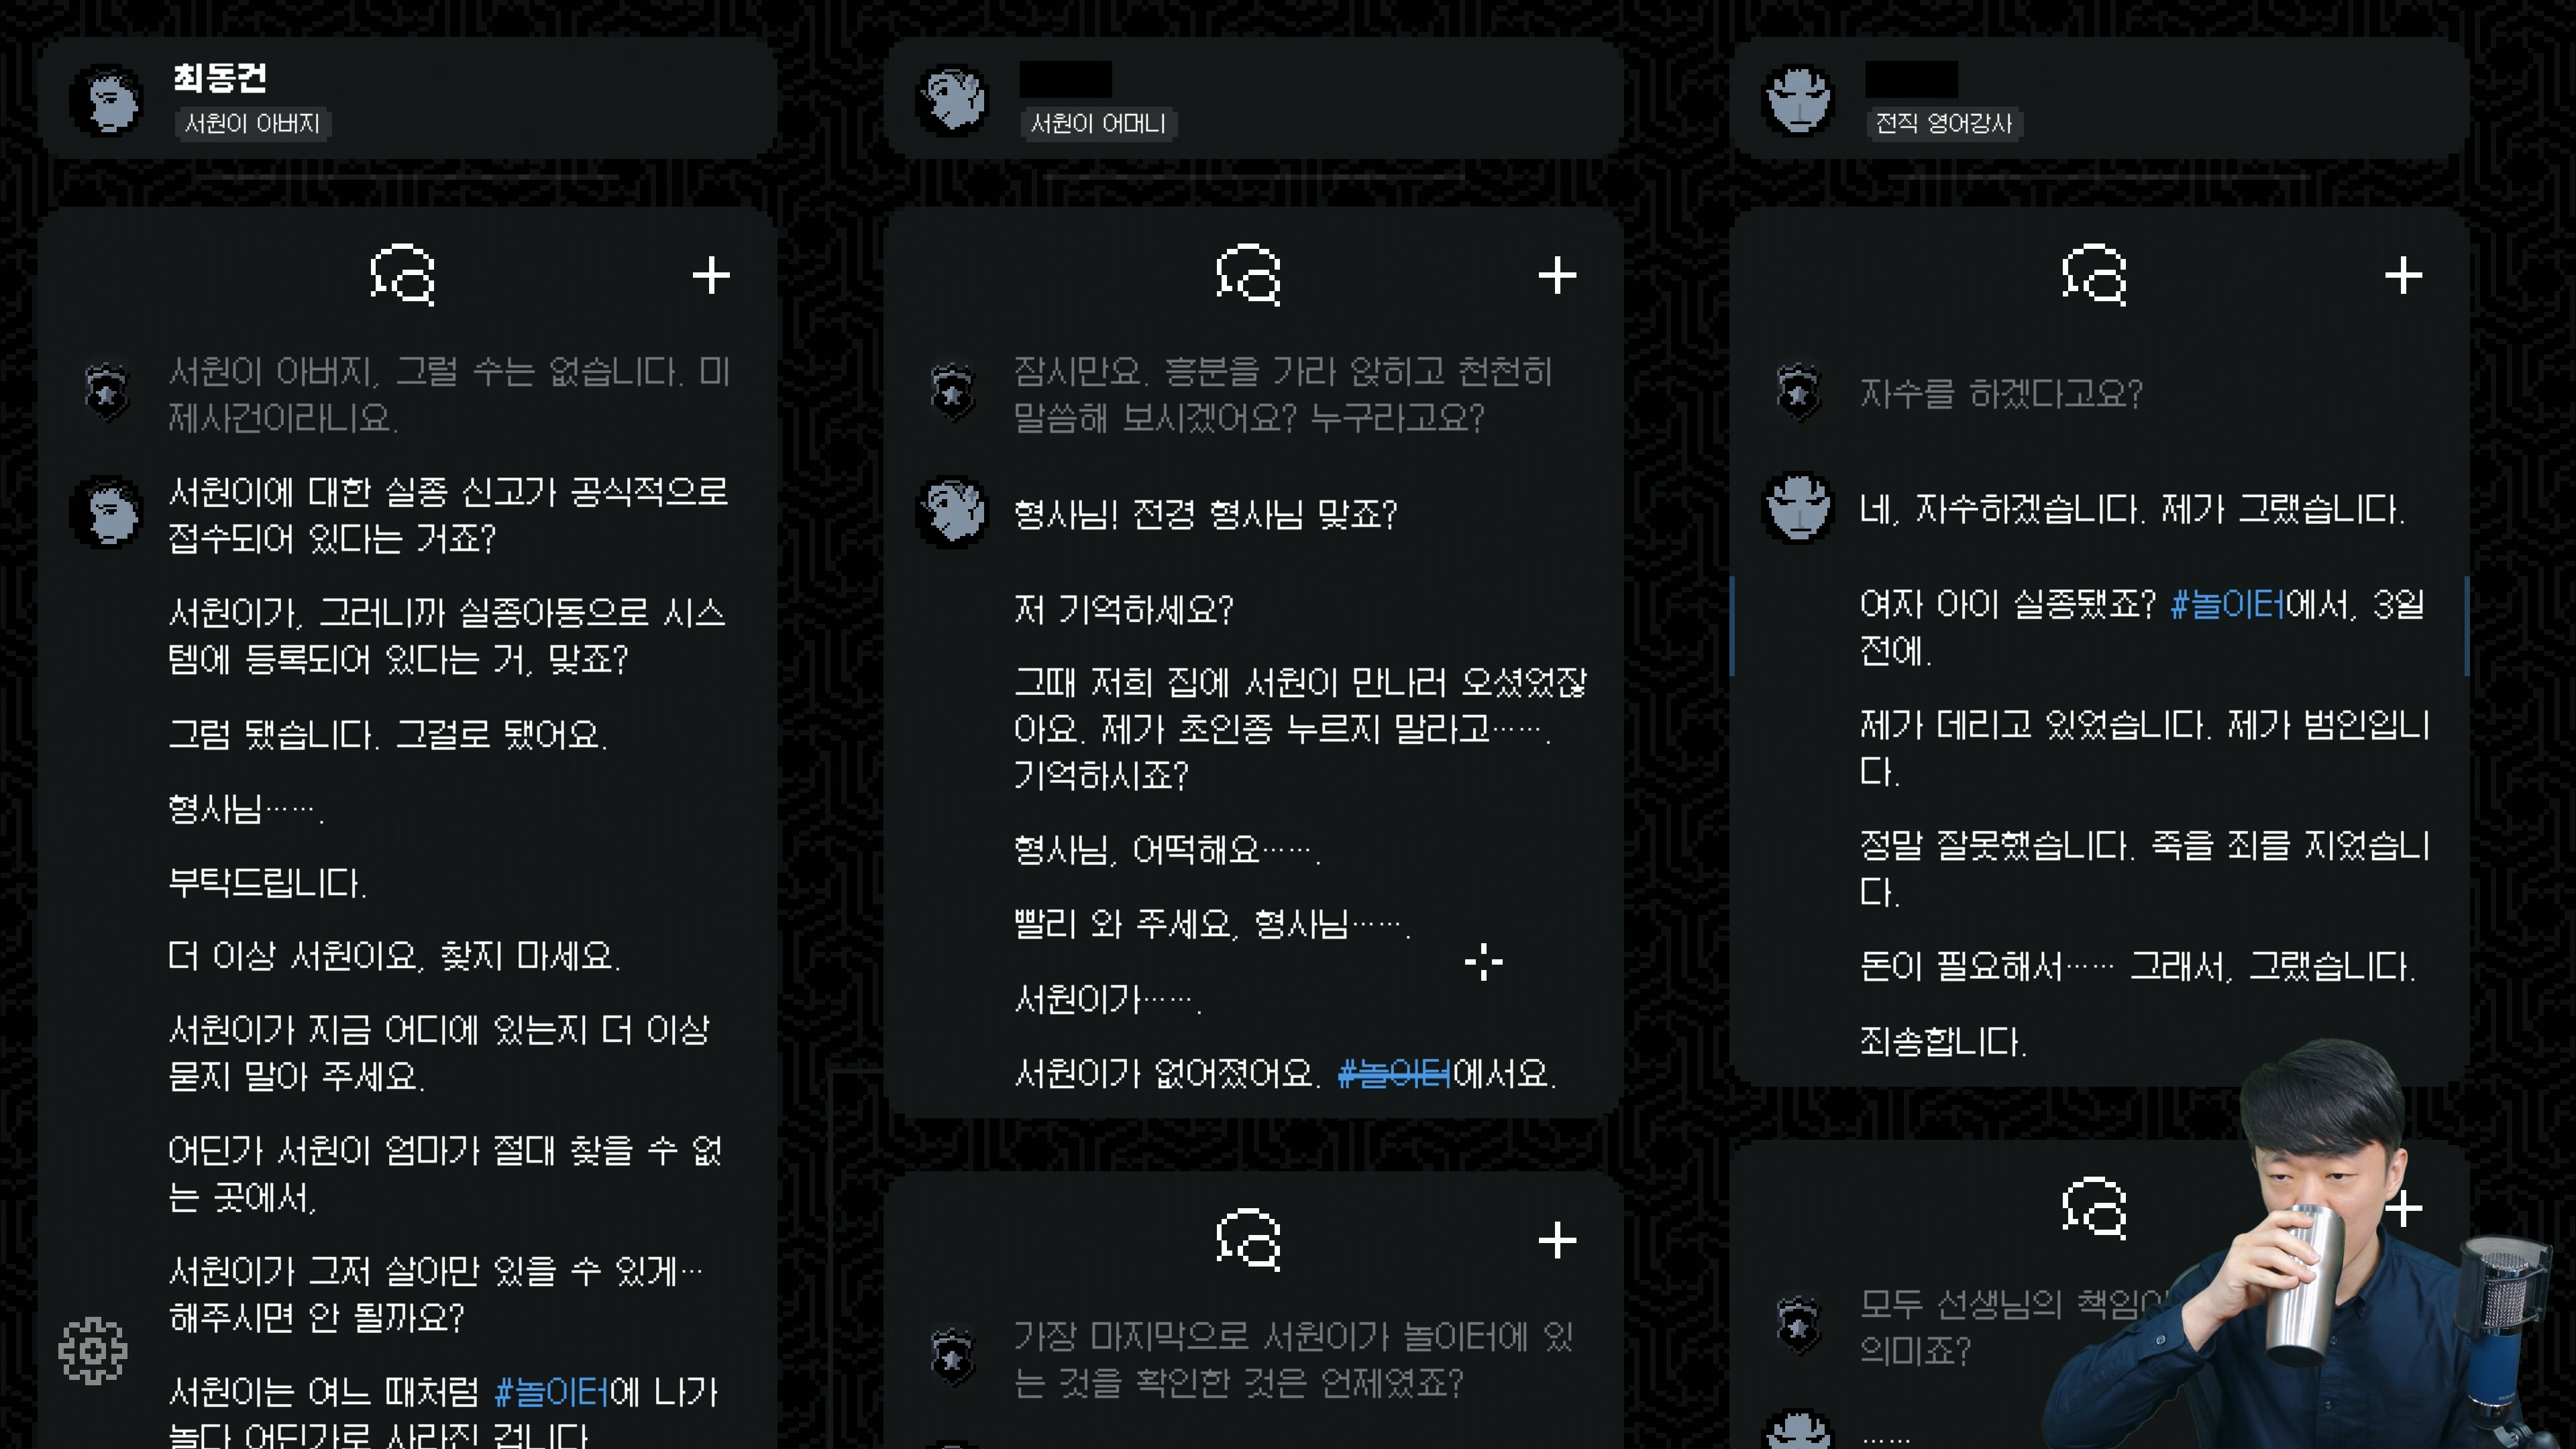 최동건
서원이 아버지
서원이 아버지, 그럴 수는 없습니다. 미
제사건이라니요.
서원이에 대한 실종 신고가 공식적으로
접수되어 있다는 거죠?
서원이가, 그러니까 실종아동으로 시스
템에 등록되어 있다는 거, 맞죠?
그럼 됐습니다. 그걸로 됐어요.
형사님…….
부탁드립니다.
더 이상 서원이요, 찾지 마세요.
서원이가 지금 어디에 있는지 더 이상
묻지 말아 주세요.
어딘가 서원이 엄마가 절대 찾을 수 없
는 곳에서,
서원이가 그저 살아만 있을 수 있게…
해주시면 안 될까요?
서원이는 여느 때처럼 #놀이터에 나가
놀다 어딘가로 사라진 겁니다
서원이 어머니
잠시만요. 흥분을 가라 앉히고 천천히
말씀해 보시겠어요? 누구라고요?
형사님! 전경 형사님 맞죠?
저 기억하세요?
그때 저희 집에 서원이 만나러 오셨었잖
아요. 제가 초인종 누르지 말라고…….
기억하시죠?
형사님, 어떡해요…….
빨리 와 주세요, 형사님…….
서원이가…….
서원이가 없어졌어요. #놀이터에서요.
가장 마지막으로 서원이가 놀이터에 있
는 것을 확인한 것은 언제였죠?
전직 영어강사
자수를 하겠다고요?
네, 자수하겠습니다. 제가 그랬습니다.
여자 아이 실종됐죠? #놀이터에서, 3일
전에.
제가 데리고 있었습니다. 제가 범인입니
다.
정말 잘못했습니다. 죽을 죄를 지었습니
다.
돈이 필요해서…… 그래서, 그랬습니다.
죄송합니다.
모두 선생님의
의미죠?
……